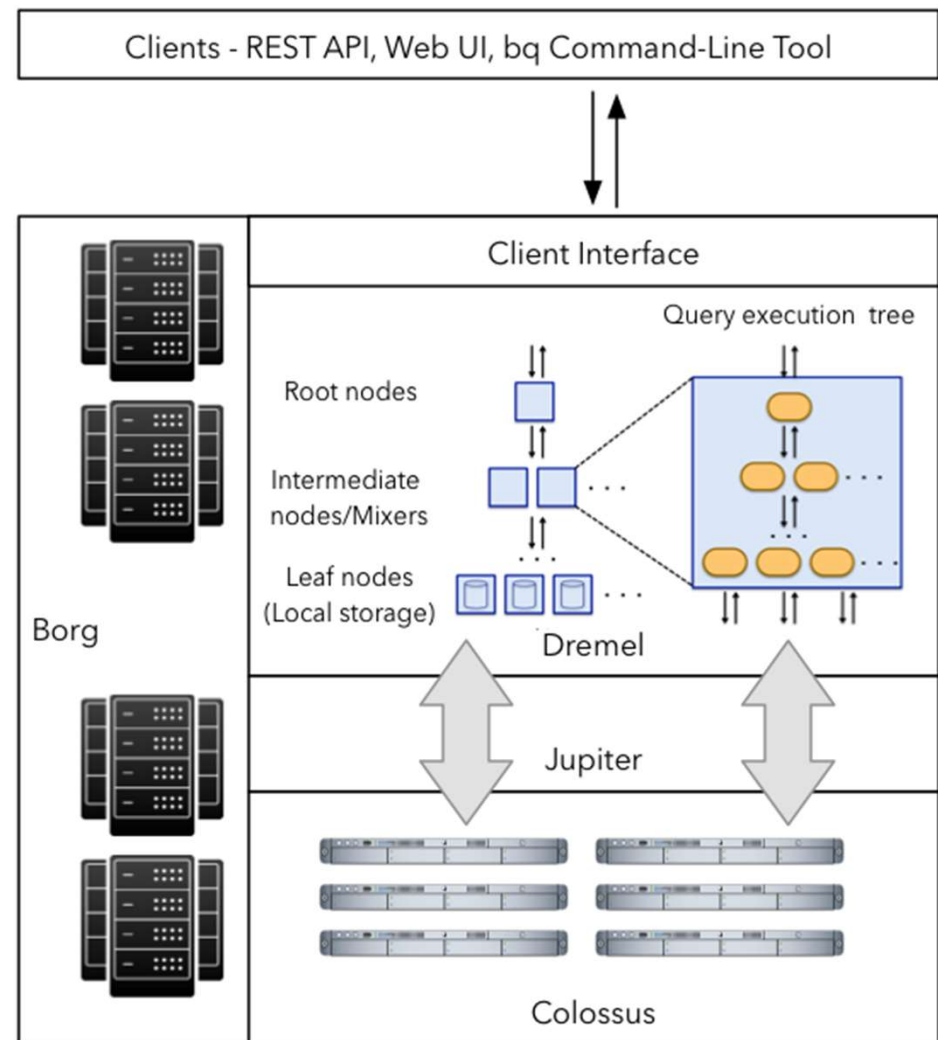 Clients - REST API, Web UI, bq Command-Line Tool
Client Interface
Query execution tree
Root nodes
Intermediate
nodes/Mixers
Leaf nodes
(Local storage)
Borg
Dremel
Jupiter
Colossus